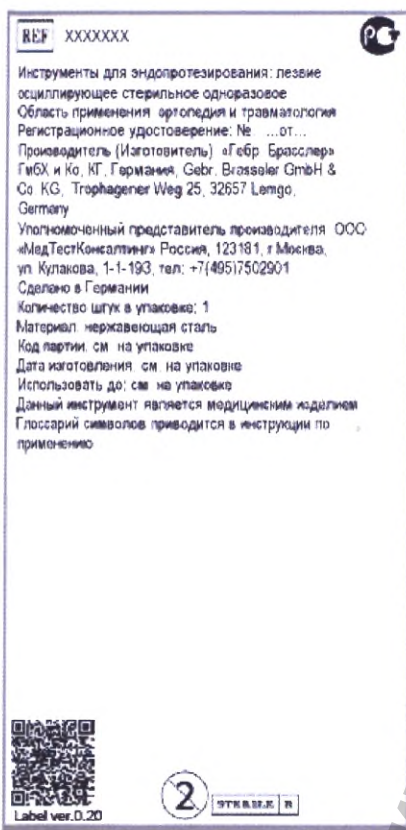 REF XXXXXXX
Инструменты для эндопротезирования: лезвие
осциллирующее стерильное одноразовое
Область применения ортопедия и травматология
Регистрационное удостоверение: № ...от...
Производитель (Изготовитель) «Гебр. Брасслер»
ГмбХ и Ко, КГ, Германия, Gebr. Brasseler GmbH &
Co. KG, Trophagener Weg 25, 32657 Lemgo,
Germany
Уполномоченный представитель производителя ООО
«МедТестКонсалтинг» Россия, 123181, г Москва,
ул. Кулакова, 1-1-193, тел: +7(495)7502901
Сделано в Германии
Количество штук в упаковке: 1
Материал. нержавеющая сталь
Код партии. см. на упаковке
Дата изготовления см. на упаковке
Использовать до: см. на упаковке
Данный инструмент является медицинским изделием
Глоссарий символов приводится в инструкции по
применению
2 STERILE R
Label ver.0.20